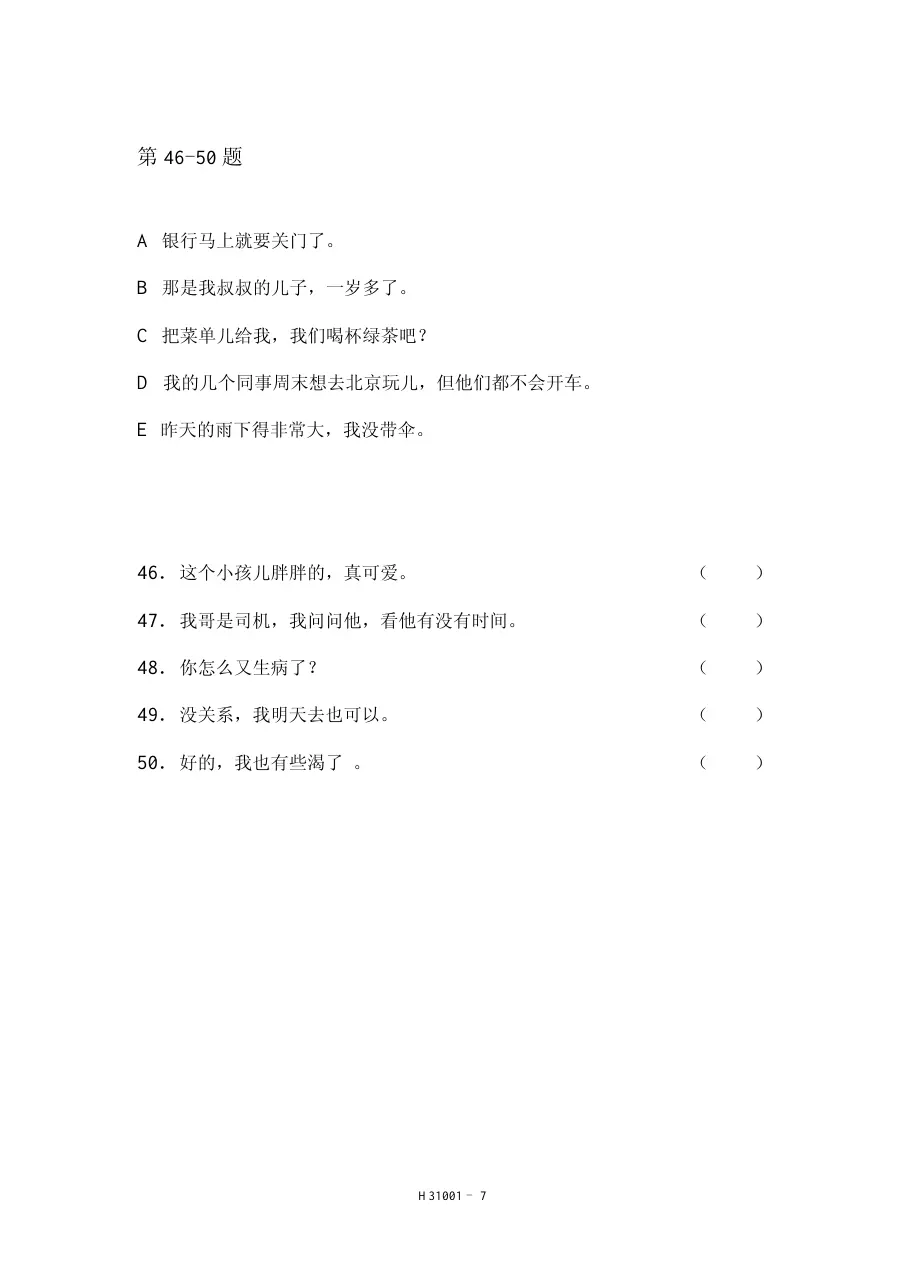 第 46-50 题
A 银行马上就要关门了。
B 那是我叔叔的儿子，一岁多了。
C 把菜单儿给我，我们喝杯绿茶吧？
D 我的几个同事周末想去北京玩儿，但他们都不会开车。
E 昨天的雨下得非常大，我没带伞。
46. 这个小孩儿胖胖的，真可爱。 （ ）
47. 我哥是司机，我问问他，看他有没有时间。 （ ）
48. 你怎么又生病了？ （ ）
49. 没关系，我明天去也可以。 （ ）
50. 好的，我也有些渴了 。 （ ）
H31001 - 7